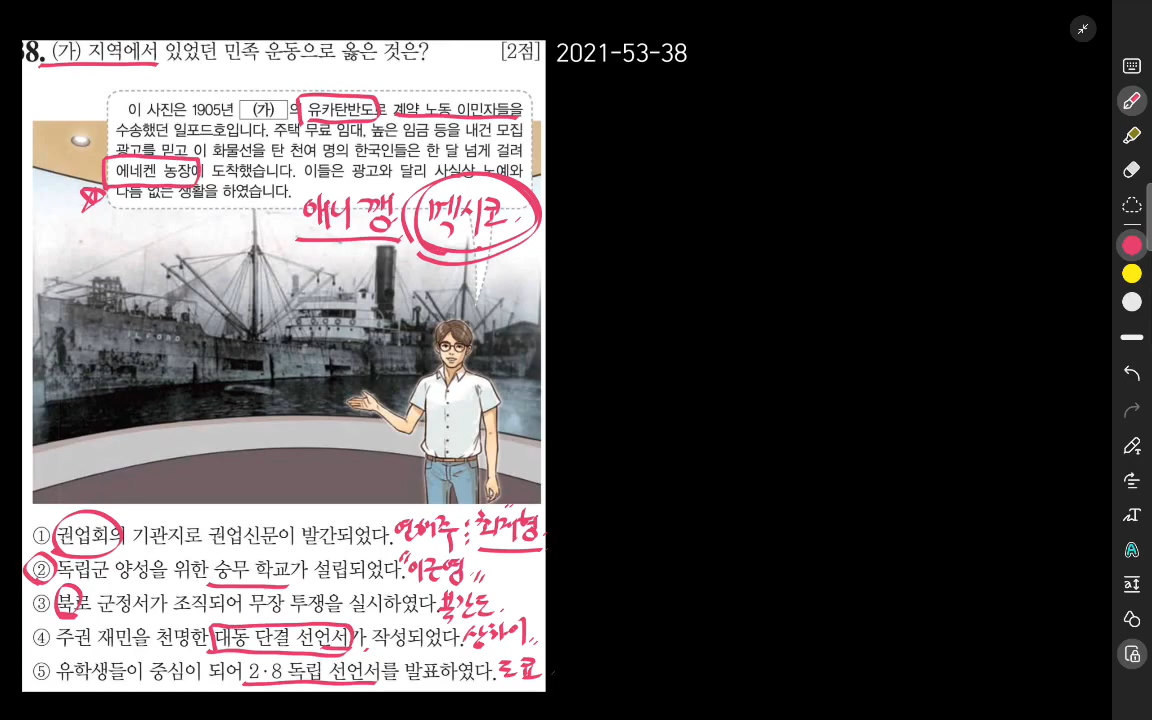 38. (가) 지역에서 있었던 민족 운동으로 옳은 것은? [2점]
2021-53-38
이 사진은 1905년 (가) 의 유카탄반도로 계약 노동 이민자들을
수송했던 일포드호입니다. 주택 무료 임대, 높은 임금 등을 내건 모집
광고를 믿고 이 화물선을 탄 천여 명의 한국인들은 한 달 넘게 걸려
에네켄 농장에 도착했습니다. 이들은 광고와 달리 사실상 노예와
다름 없는 생활을 하였습니다.
애니깽 멕시코
ILFORD
① 권업회의 기관지로 권업신문이 발간되었다. 연해주 : 최재형
② 독립군 양성을 위한 숭무 학교가 설립되었다. "이근영"
③ 북로 군정서가 조직되어 무장 투쟁을 실시하였다. 북간도
④ 주권 재민을 천명한 대동 단결 선언서가 작성되었다. 상하이
⑤ 유학생들이 중심이 되어 2·8 독립 선언서를 발표하였다. 도쿄